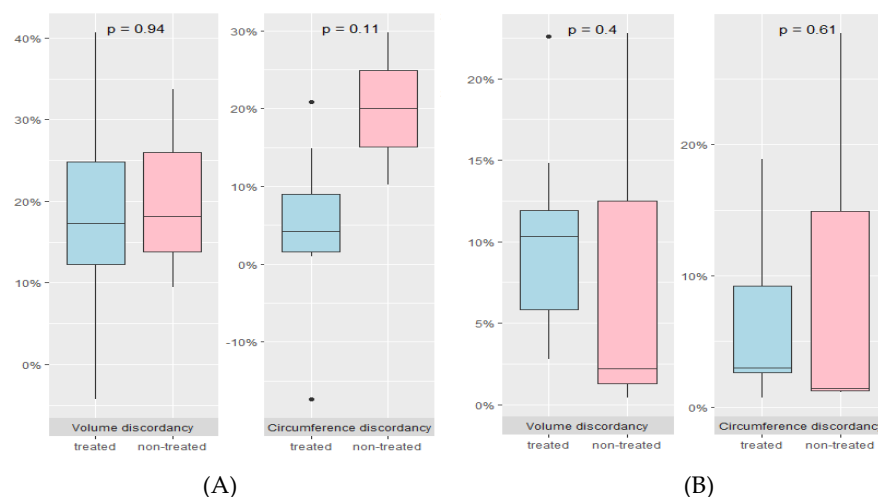 p = 0.94
40%
30%
20%
10%
0%
Volume discordancy
treated non-treated
p = 0.11
30%
20%
10%
0%
-10%
Circumference discordancy
treated non-treated
(A)
p = 0.4
20%
15%
10%
5%
0%
Volume discordancy
treated non-treated
p = 0.61
20%
10%
0%
Circumference discordanc
treated non-treated
(B)